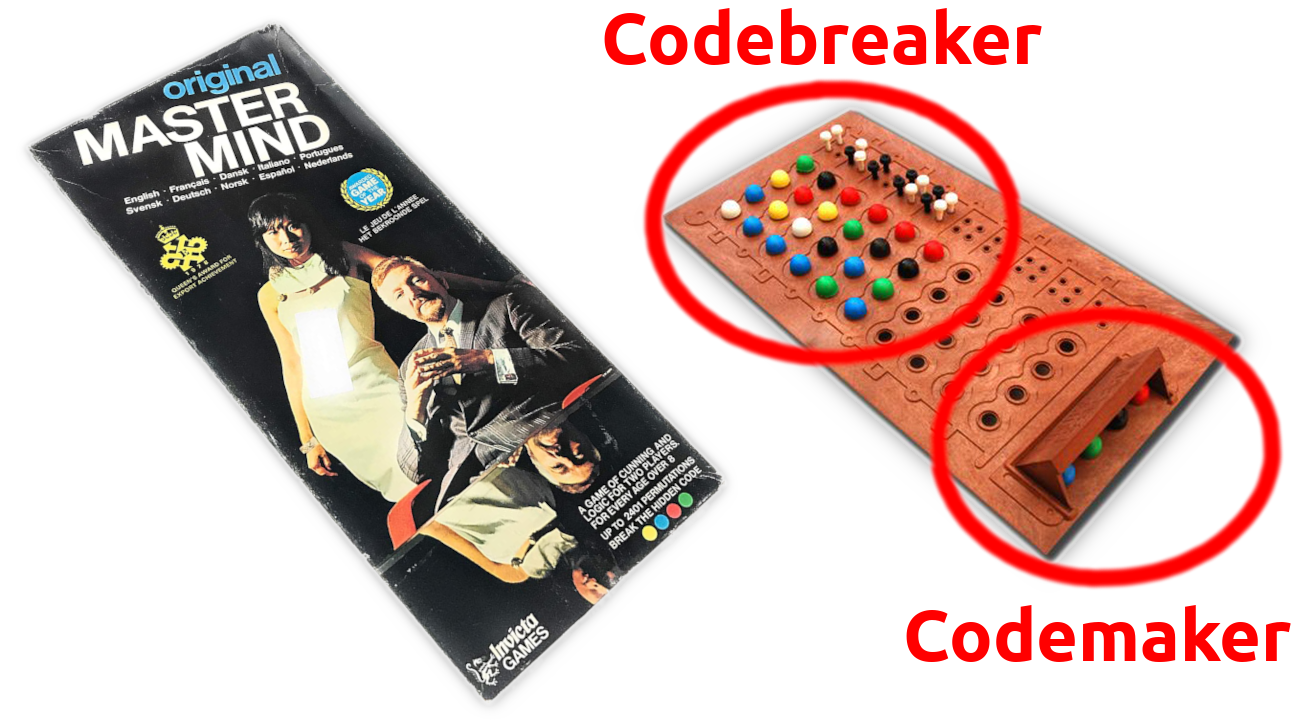 Codebreaker
original
MASTER
MIND
English · Français · Dansk · Italiano · Portugues
Svensk · Deutsch · Norsk · Español · Nederlands
AWARDED
GAME
OF THE
YEAR
LE JEU DE L'ANNEE
HET BEKROONDE SPEL
QUEEN'S AWARD FOR
EXPORT ACHIEVEMENT
A GAME OF CUNNING AND
LOGIC FOR TWO PLAYERS.
FOR EVERY AGE OVER 8
UP TO 2401 PERMUTATIONS
BREAK THE HIDDEN CODE
Invicta
GAMES
Codemaker